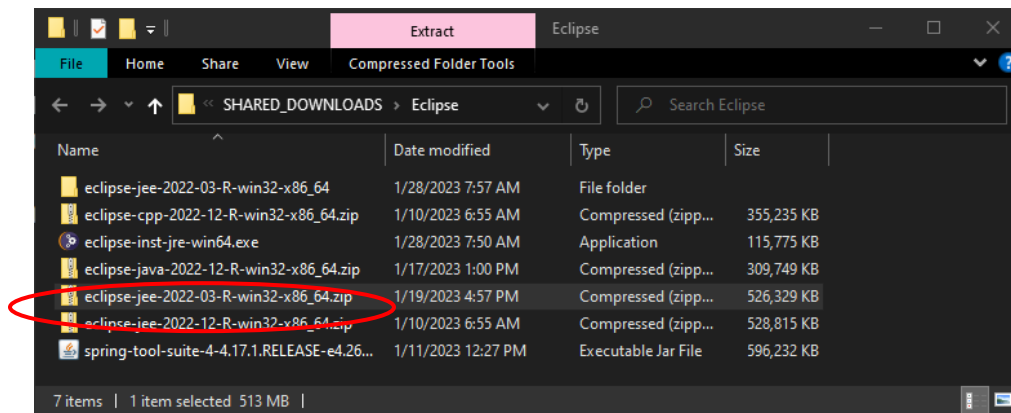 Extract Eclipse
File Home Share View Compressed Folder Tools
« SHARED_DOWNLOADS > Eclipse Search Eclipse
Name Date modified Type Size
eclipse-jee-2022-03-R-win32-x86_64 1/28/2023 7:57 AM File folder
eclipse-cpp-2022-12-R-win32-x86_64.zip 1/10/2023 6:55 AM Compressed (zipp... 355,235 KB
eclipse-inst-jre-win64.exe 1/28/2023 7:50 AM Application 115,775 KB
eclipse-java-2022-12-R-win32-x86_64.zip 1/17/2023 1:00 PM Compressed (zipp... 309,749 KB
eclipse-jee-2022-03-R-win32-x86_64.zip 1/19/2023 4:57 PM Compressed (zipp... 526,329 KB
eclipse-jee-2022-12-R-win32-x86_64.zip 1/10/2023 6:55 AM Compressed (zipp... 528,815 KB
spring-tool-suite-4-4.17.1.RELEASE-e4.26... 1/11/2023 12:27 PM Executable Jar File 596,232 KB
7 items | 1 item selected 513 MB |